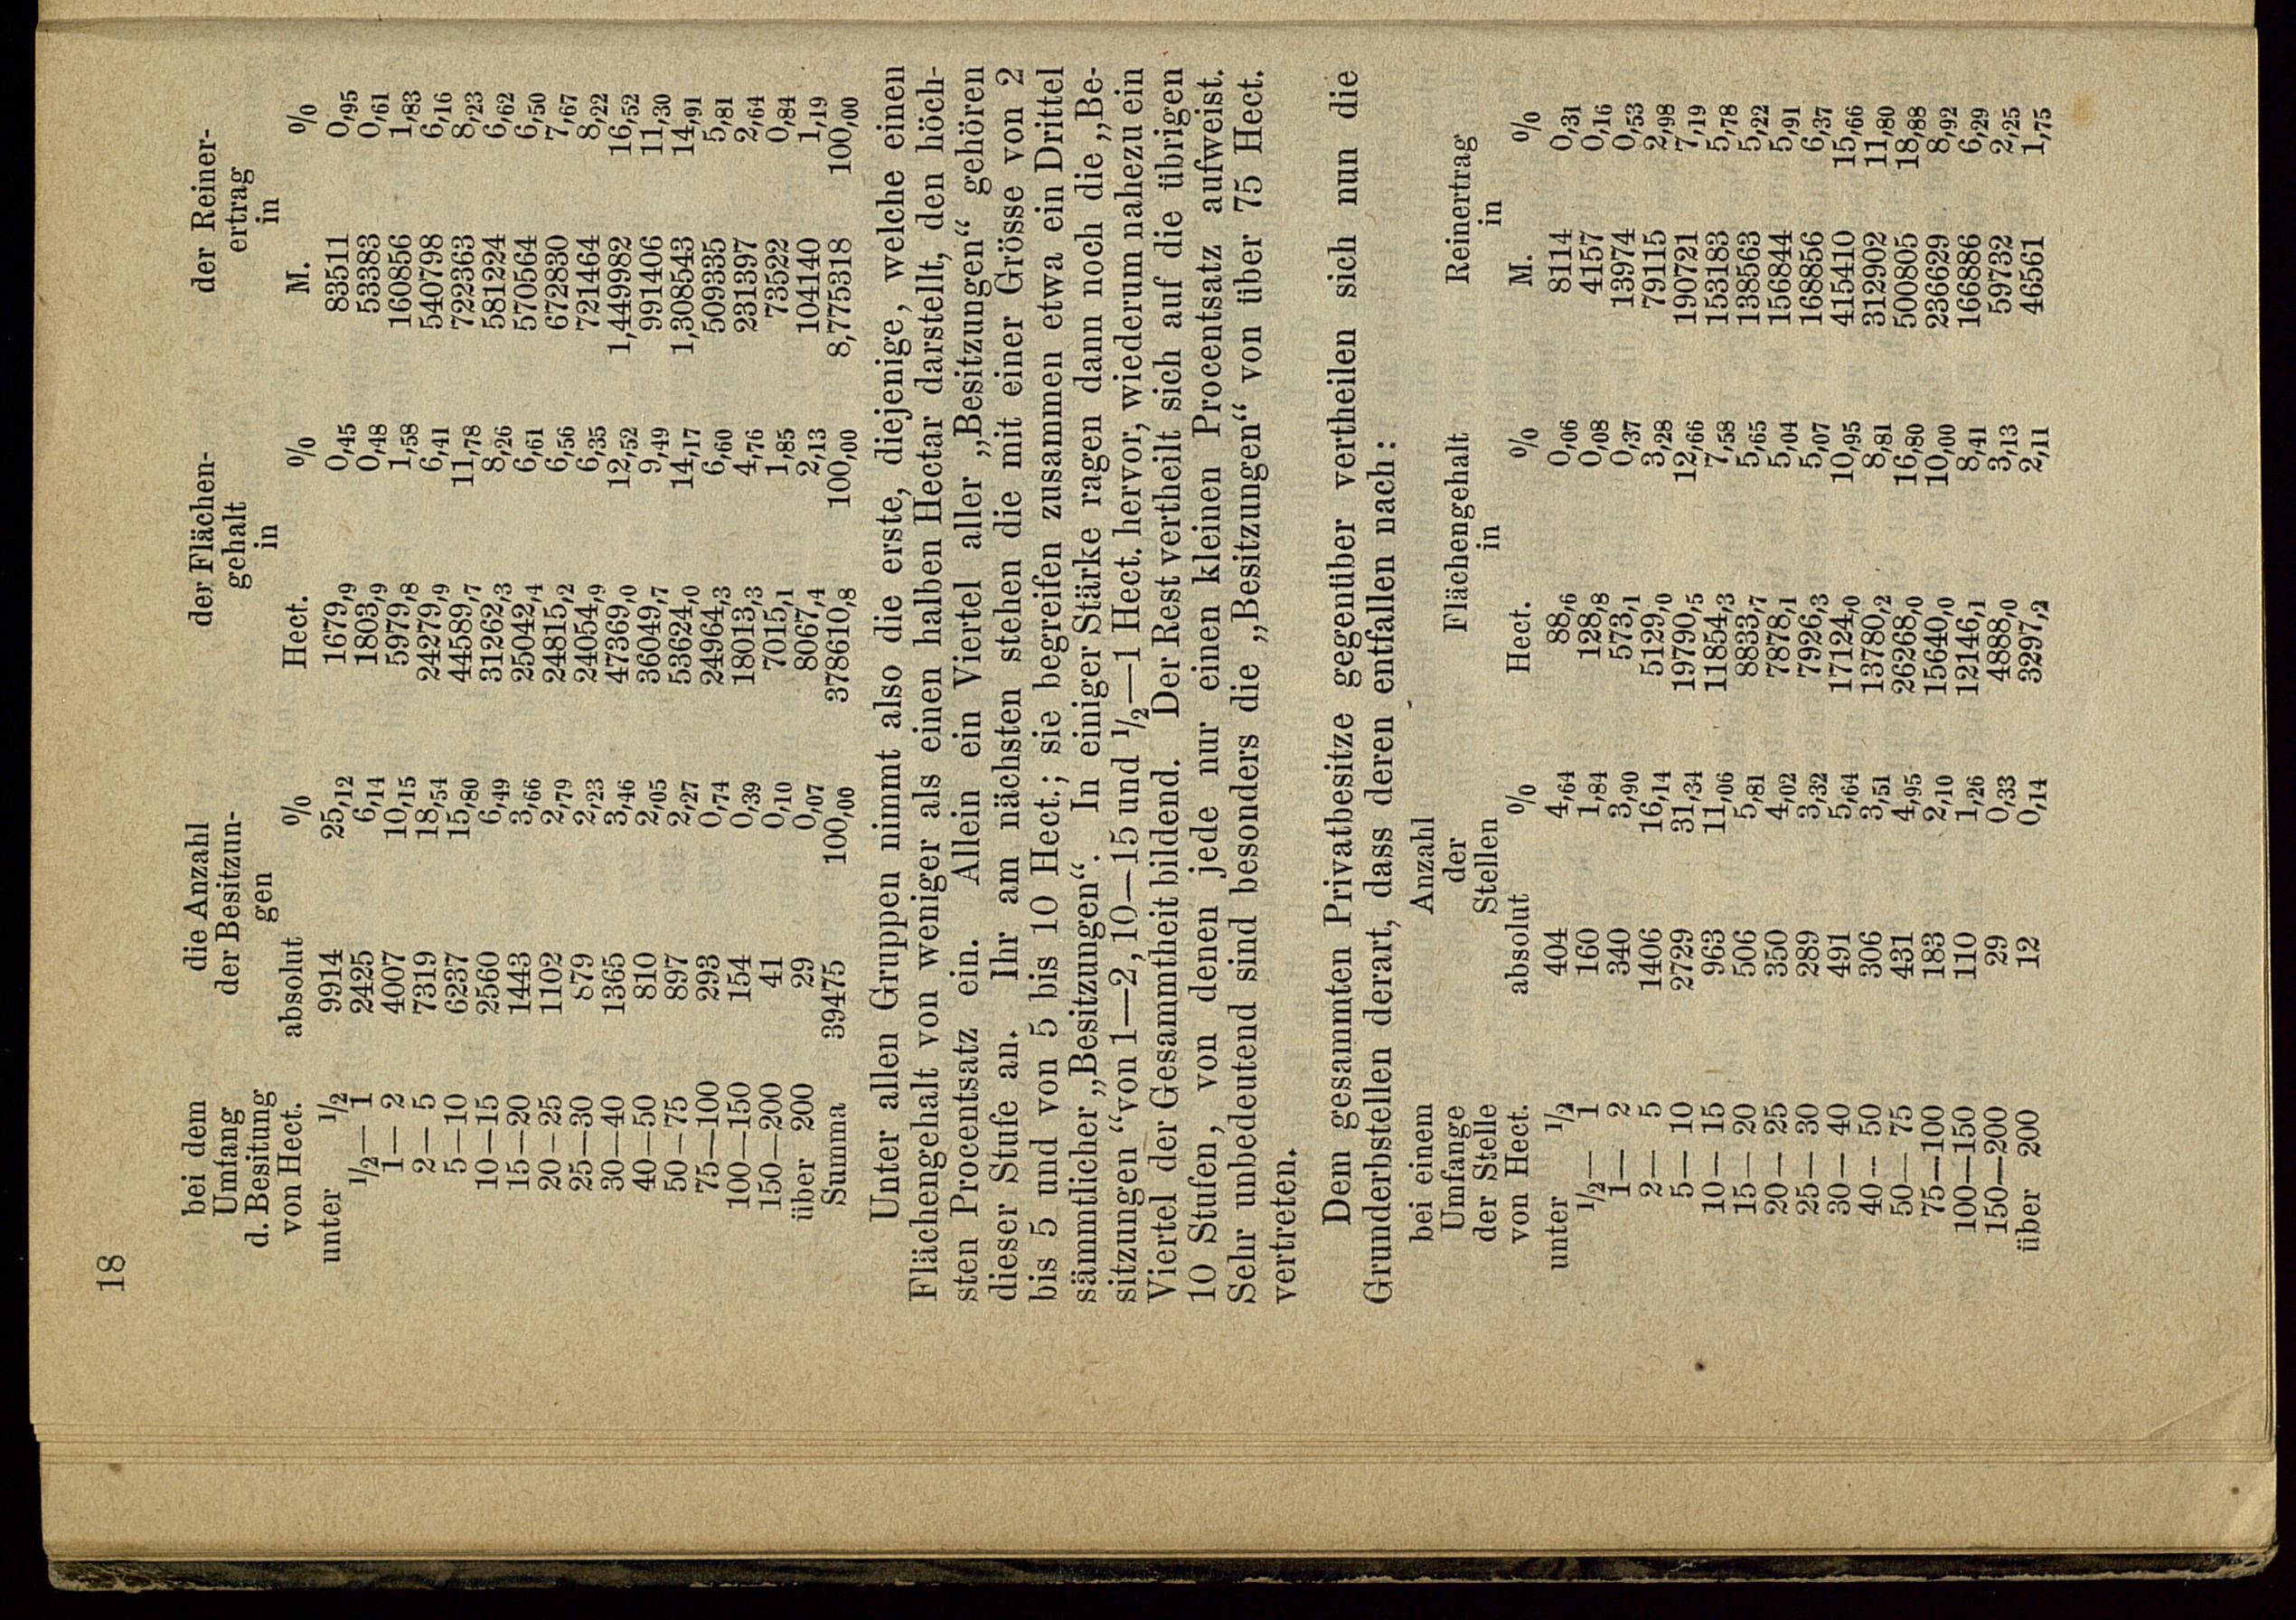 18
bei dem die Anzahl der Flächen- der Reiner-
Umfang der Besitzun- gehalt ertrag
d. Besitung gen in in
von Hect. absolut % Hect. % M. %
unter ½ 9914 25,12 1679,9 0,45 83511 0,95
½— 1 2425 6,14 1803,9 0,48 53383 0,61
1— 2 4007 10,15 5979,8 1,58 160856 1,83
2— 5 7319 18,54 24279,9 6,41 540798 6,16
5—10 6237 15,80 44589,7 11,78 722363 8,23
10—15 2560 6,49 31262,3 8,26 581224 6,62
15—20 1443 3,66 25042,4 6,61 570564 6,50
20—25 1102 2,79 24815,2 6,56 672830 7,67
25—30 879 2,23 24054,9 6,35 721464 8,22
30—40 1365 3,46 47369,0 12,52 1,449982 16,52
40—50 810 2,05 36049,7 9,49 991406 11,30
50—75 897 2,27 53624,0 14,17 1,308543 14,91
75—100 293 0,74 24964,3 6,60 509335 5,81
100—150 154 0,39 18013,3 4,76 231397 2,64
150—200 41 0,10 7015,1 1,85 73522 0,84
über 200 29 0,07 8067,4 2,13 104140 1,19
Summa 39475 100,00 378610,8 100,00 8,775318 100,00
Unter allen Gruppen nimmt also die erste, diejenige, welche einen
Flächengehalt von weniger als einen halben Hectar darstellt, den höch-
sten Procentsatz ein. Allein ein Viertel aller „Besitzungen“ gehören
dieser Stufe an. Ihr am nächsten stehen die mit einer Grösse von 2
bis 5 und von 5 bis 10 Hect.; sie begreifen zusammen etwa ein Drittel
sämmtlicher „Besitzungen“. In einiger Stärke ragen dann noch die „Be-
sitzungen “von 1—2, 10—15 und ½—1 Hect. hervor, wiederum nahezu ein
Viertel der Gesammtheit bildend. Der Rest vertheilt sich auf die übrigen
10 Stufen, von denen jede nur einen kleinen Procentsatz aufweist.
Sehr unbedeutend sind besonders die „Besitzungen“ von über 75 Hect.
vertreten.
Dem gesammten Privatbesitze gegenüber vertheilen sich nun die
Grunderbstellen derart, dass deren entfallen nach:
bei einem Anzahl
Umfange der Flächengehalt Reinertrag
der Stelle Stellen in in
von Hect. absolut % Hect. % M. %
unter ½ 404 4,64 88,6 0,06 8114 0,31
½— 1 160 1,84 128,8 0,08 4157 0,16
1— 2 340 3,90 573,1 0,37 13974 0,53
2— 5 1406 16,14 5129,0 3,28 79115 2,98
5— 10 2729 31,34 19790,5 12,66 190721 7,19
10— 15 963 11,06 11854,3 7,58 153183 5,78
15— 20 506 5,81 8833,7 5,65 138563 5,22
20— 25 350 4,02 7878,1 5,04 156844 5,91
25— 30 289 3,32 7926,3 5,07 168856 6,37
30— 40 491 5,64 17124,0 10,95 415410 15,66
40— 50 306 3,51 13780,2 8,81 312902 11,80
50— 75 431 4,95 26268,0 16,80 500805 18,88
75—100 183 2,10 15640,0 10,00 236629 8,92
100—150 110 1,26 12146,1 8,41 166886 6,29
150—200 29 0,33 4888,0 3,13 59732 2,25
über 200 12 0,14 3297,2 2,11 46561 1,75